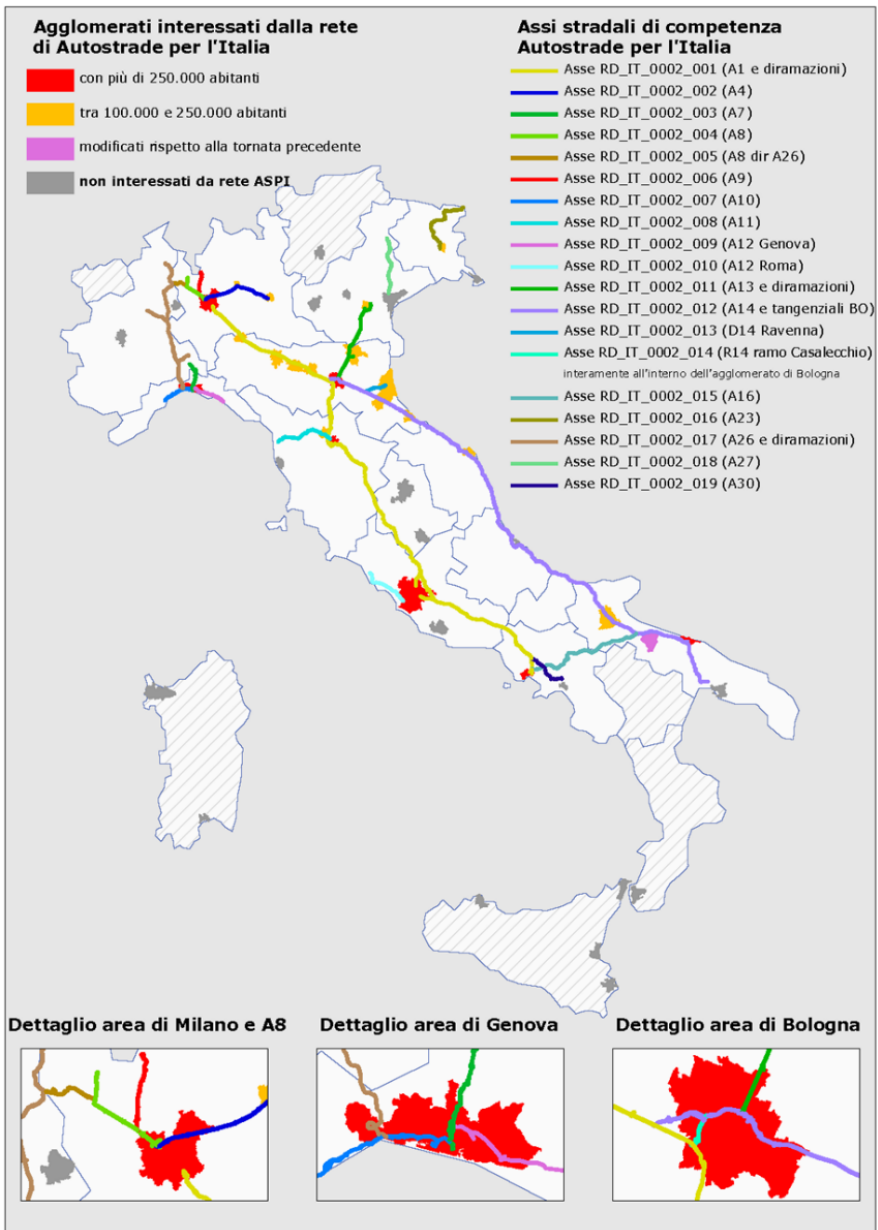 Agglomerati interessati dalla rete
di Autostrade per l'Italia
con più di 250.000 abitanti
tra 100.000 e 250.000 abitanti
modificati rispetto alla tornata precedente
non interessati da rete ASPI
Assi stradali di competenza
Autostrade per l'Italia
Asse RD_IT_0002_001 (A1 e diramazioni)
Asse RD_IT_0002_002 (A4)
Asse RD_IT_0002_003 (A7)
Asse RD_IT_0002_004 (A8)
Asse RD_IT_0002_005 (A8 dir A26)
Asse RD_IT_0002_006 (A9)
Asse RD_IT_0002_007 (A10)
Asse RD_IT_0002_008 (A11)
Asse RD_IT_0002_009 (A12 Genova)
Asse RD_IT_0002_010 (A12 Roma)
Asse RD_IT_0002_011 (A13 e diramazioni)
Asse RD_IT_0002_012 (A14 e tangenziali BO)
Asse RD_IT_0002_013 (D14 Ravenna)
Asse RD_IT_0002_014 (R14 ramo Casalecchio)
interamente all'interno dell'agglomerato di Bologna
Asse RD_IT_0002_015 (A16)
Asse RD_IT_0002_016 (A23)
Asse RD_IT_0002_017 (A26 e diramazioni)
Asse RD_IT_0002_018 (A27)
Asse RD_IT_0002_019 (A30)
Dettaglio area di Milano e A8
Dettaglio area di Genova
Dettaglio area di Bologna